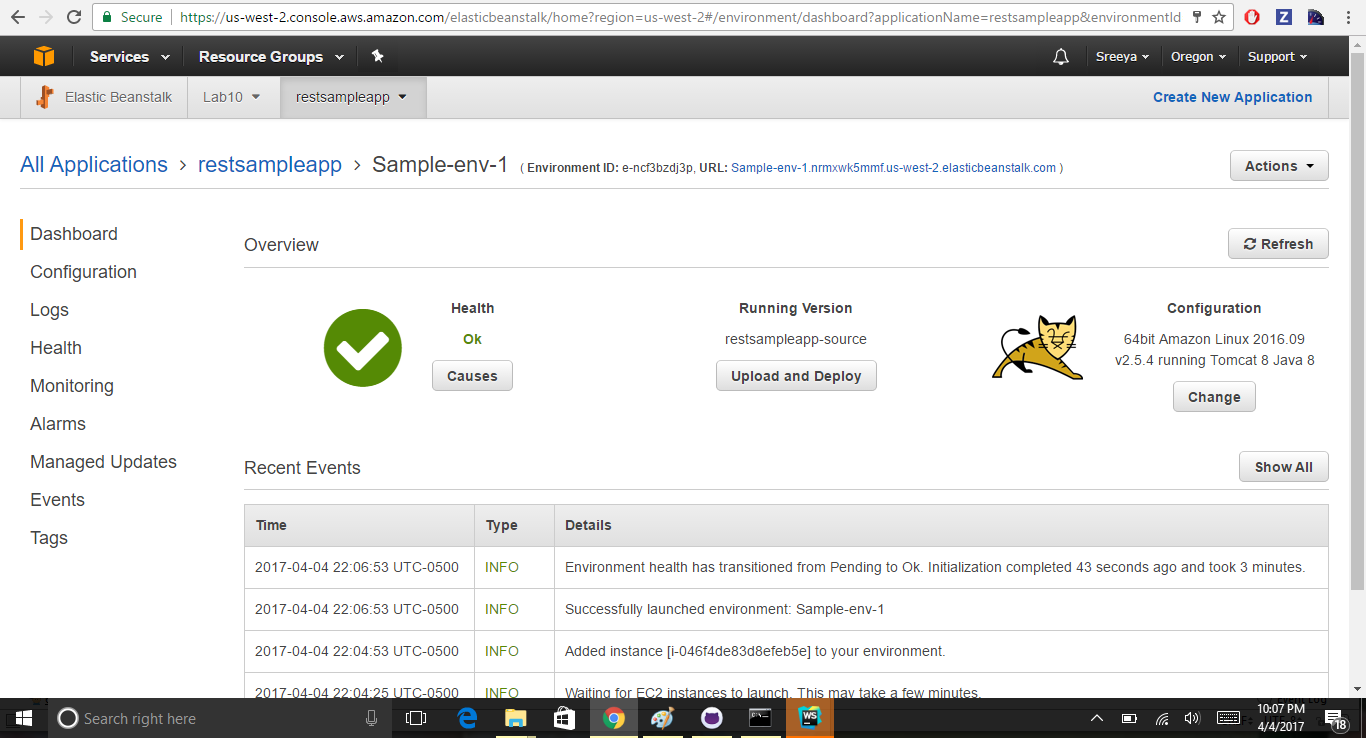 Secure https://us-west-2.console.aws.amazon.com/elasticbeanstalk/home?region=us-west-2#/environment/dashboard?applicationName=restsampleapp&environmentId
Services Resource Groups Sreeya Oregon Support
Elastic Beanstalk Lab10 restsampleapp Create New Application
All Applications > restsampleapp > Sample-env-1 ( Environment ID: e-ncf3bzdj3p, URL: Sample-env-1.nrmxwk5mmf.us-west-2.elasticbeanstalk.com )
Actions
Dashboard
Configuration
Logs
Health
Monitoring
Alarms
Managed Updates
Events
Tags
Overview
Refresh
Health
Ok
Causes
Running Version
restsampleapp-source
Upload and Deploy
Configuration
64bit Amazon Linux 2016.09
v2.5.4 running Tomcat 8 Java 8
Change
Recent Events
Show All
Time Type Details
2017-04-04 22:06:53 UTC-0500 INFO Environment health has transitioned from Pending to Ok. Initialization completed 43 seconds ago and took 3 minutes.
2017-04-04 22:06:53 UTC-0500 INFO Successfully launched environment: Sample-env-1
2017-04-04 22:04:53 UTC-0500 INFO Added instance [i-046f4de83d8efeb5e] to your environment.
2017-04-04 22:04:25 UTC-0500 INFO Waiting for EC2 instances to launch. This may take a few minutes.
Search right here
WS
10:07 PM
4/4/2017
18